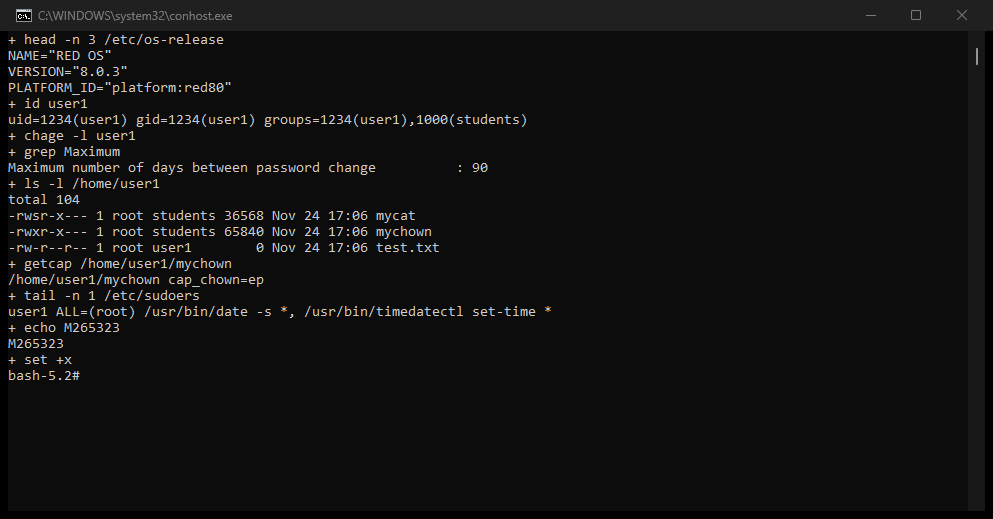 C:\WINDOWS\system32\conhost.exe
+ head -n 3 /etc/os-release
NAME="RED OS"
VERSION="8.0.3"
PLATFORM_ID="platform:red80"
+ id user1
uid=1234(user1) gid=1234(user1) groups=1234(user1),1000(students)
+ chage -l user1
+ grep Maximum
Maximum number of days between password change          : 90
+ ls -l /home/user1
total 104
-rwsr-x--- 1 root students 36568 Nov 24 17:06 mycat
-rwxr-x--- 1 root students 65840 Nov 24 17:06 mychown
-rw-r--r-- 1 root user1        0 Nov 24 17:06 test.txt
+ getcap /home/user1/mychown
/home/user1/mychown cap_chown=ep
+ tail -n 1 /etc/sudoers
user1 ALL=(root) /usr/bin/date -s *, /usr/bin/timedatectl set-time *
+ echo M265323
M265323
+ set +x
bash-5.2#